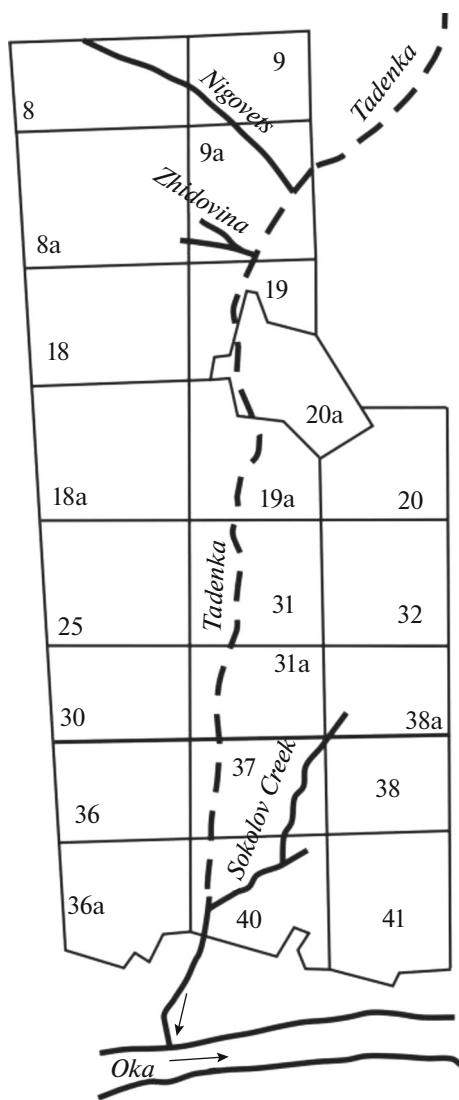 9
Tadenka
8
Nigovets
9a
Zhidovina
8a
19
18
20a
18a
19a
20
Tadenka
25
31
32
31a
30
38a
37
Sokolov Creek
36
38
36a
40
41
Oka